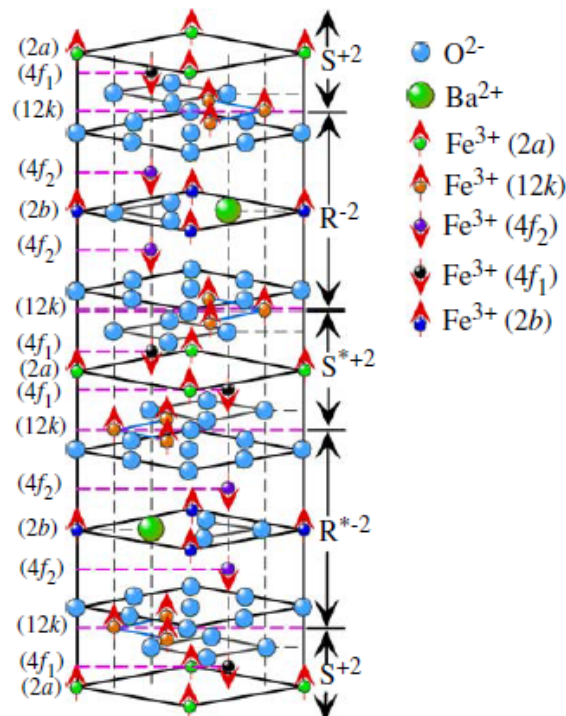 (2a)
(4f₁)
(12k)
(4f₂)
(2b)
(4f₂)
(12k)
(4f₁)
(2a)
(4f₁)
(12k)
(4f₂)
(2b)
(4f₂)
(12k)
(4f₁)
(2a)
S⁺²
R⁻²
S*⁺²
R*⁻²
S⁺²
O²⁻
Ba²⁺
Fe³⁺ (2a)
Fe³⁺ (12k)
Fe³⁺ (4f₂)
Fe³⁺ (4f₁)
Fe³⁺ (2b)